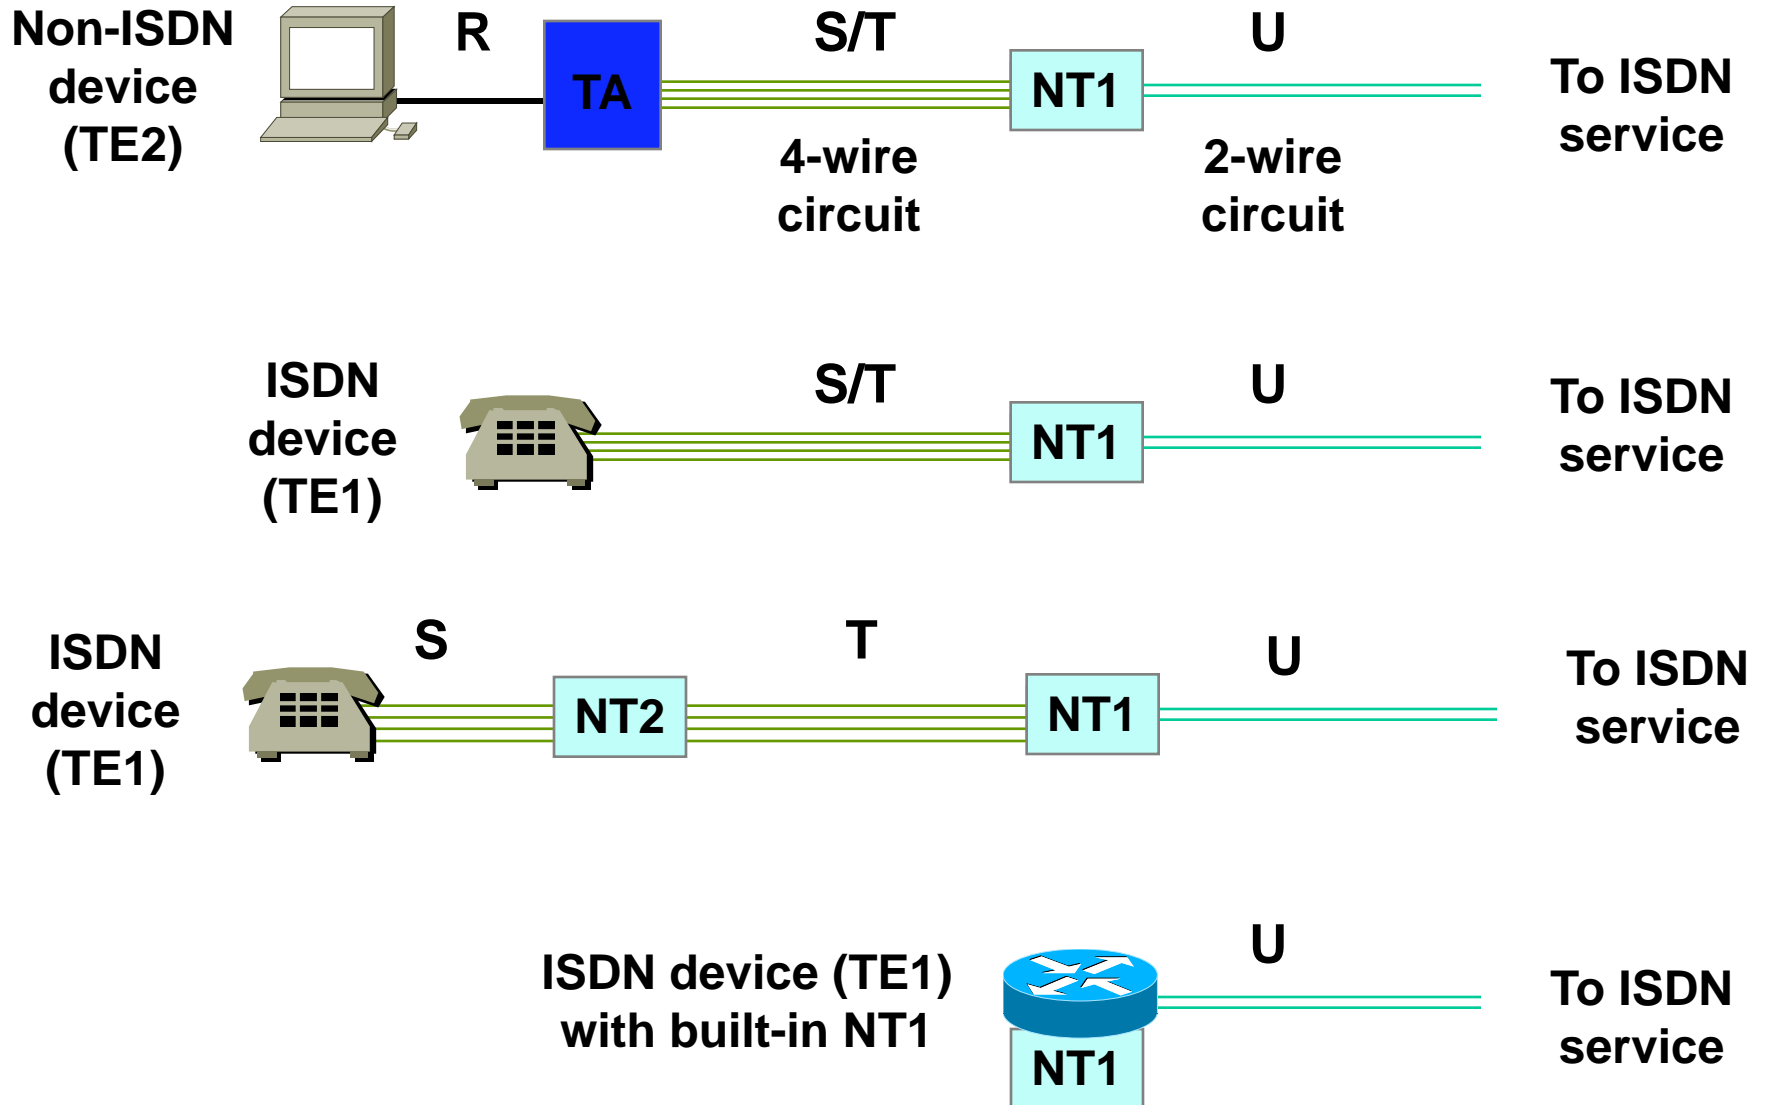 Non-ISDN
device
(TE2)
R
TA
S/T
4-wire
circuit
NT1
U
2-wire
circuit
To ISDN
service
ISDN
device
(TE1)
S/T
NT1
U
To ISDN
service
ISDN
device
(TE1)
S
NT2
T
NT1
U
To ISDN
service
ISDN device (TE1)
with built-in NT1
NT1
U
To ISDN
service